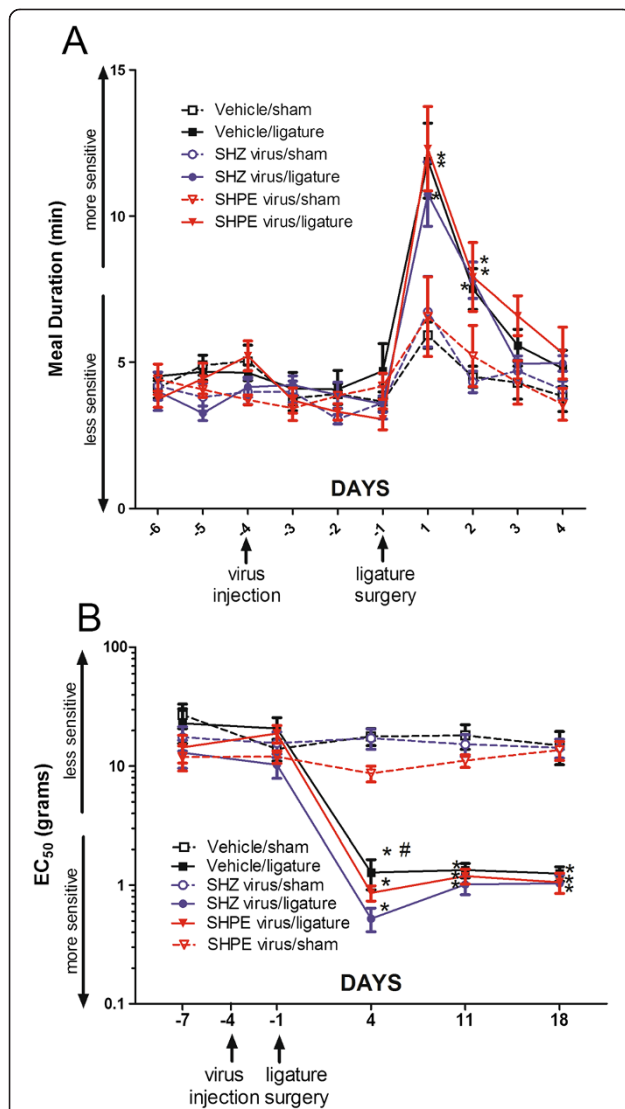 A
more sensitive
less sensitive
Meal Duration (min)
15
10
5
0
Vehicle/sham
Vehicle/ligature
SHZ virus/sham
SHZ virus/ligature
SHPE virus/sham
SHPE virus/ligature
**
*
*
**
DAYS
-6 -5 -4 -3 -2 -1 1 2 3 4
virus injection
ligature surgery
B
less sensitive
more sensitive
EC50 (grams)
100
10
1
0.1
Vehicle/sham
Vehicle/ligature
SHZ virus/sham
SHZ virus/ligature
SHPE virus/ligature
SHPE virus/sham
* #
*
*
***
***
DAYS
-7 -4 -1 4 11 18
virus ligature
injection surgery